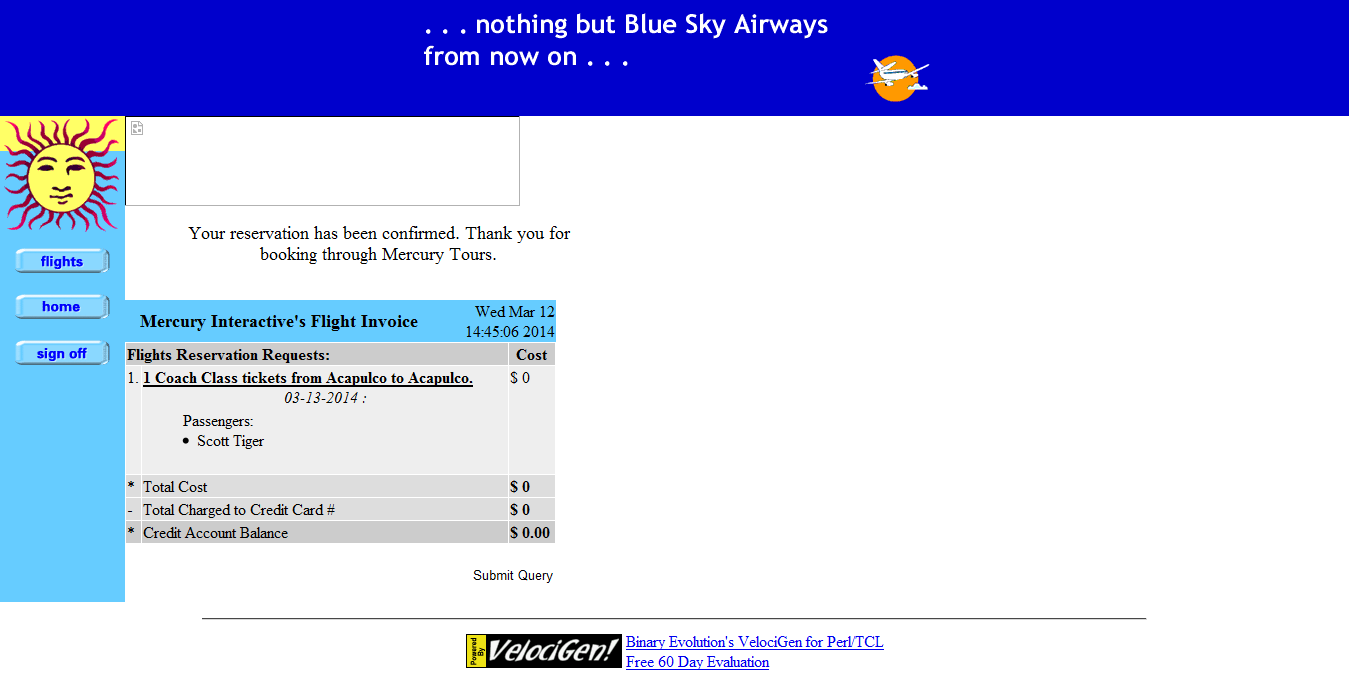 . . . nothing but Blue Sky Airways
from now on . . .
flights
home
sign off
Your reservation has been confirmed. Thank you for
booking through Mercury Tours.
Mercury Interactive's Flight Invoice
Wed Mar 12
14:45:06 2014
Flights Reservation Requests: Cost
1. 1 Coach Class tickets from Acapulco to Acapulco. $ 0
03-13-2014 :
Passengers:
• Scott Tiger
* Total Cost $ 0
- Total Charged to Credit Card # $ 0
* Credit Account Balance $ 0.00
Submit Query
Powered
By
VelociGen!
Binary Evolution's VelociGen for Perl/TCL
Free 60 Day Evaluation